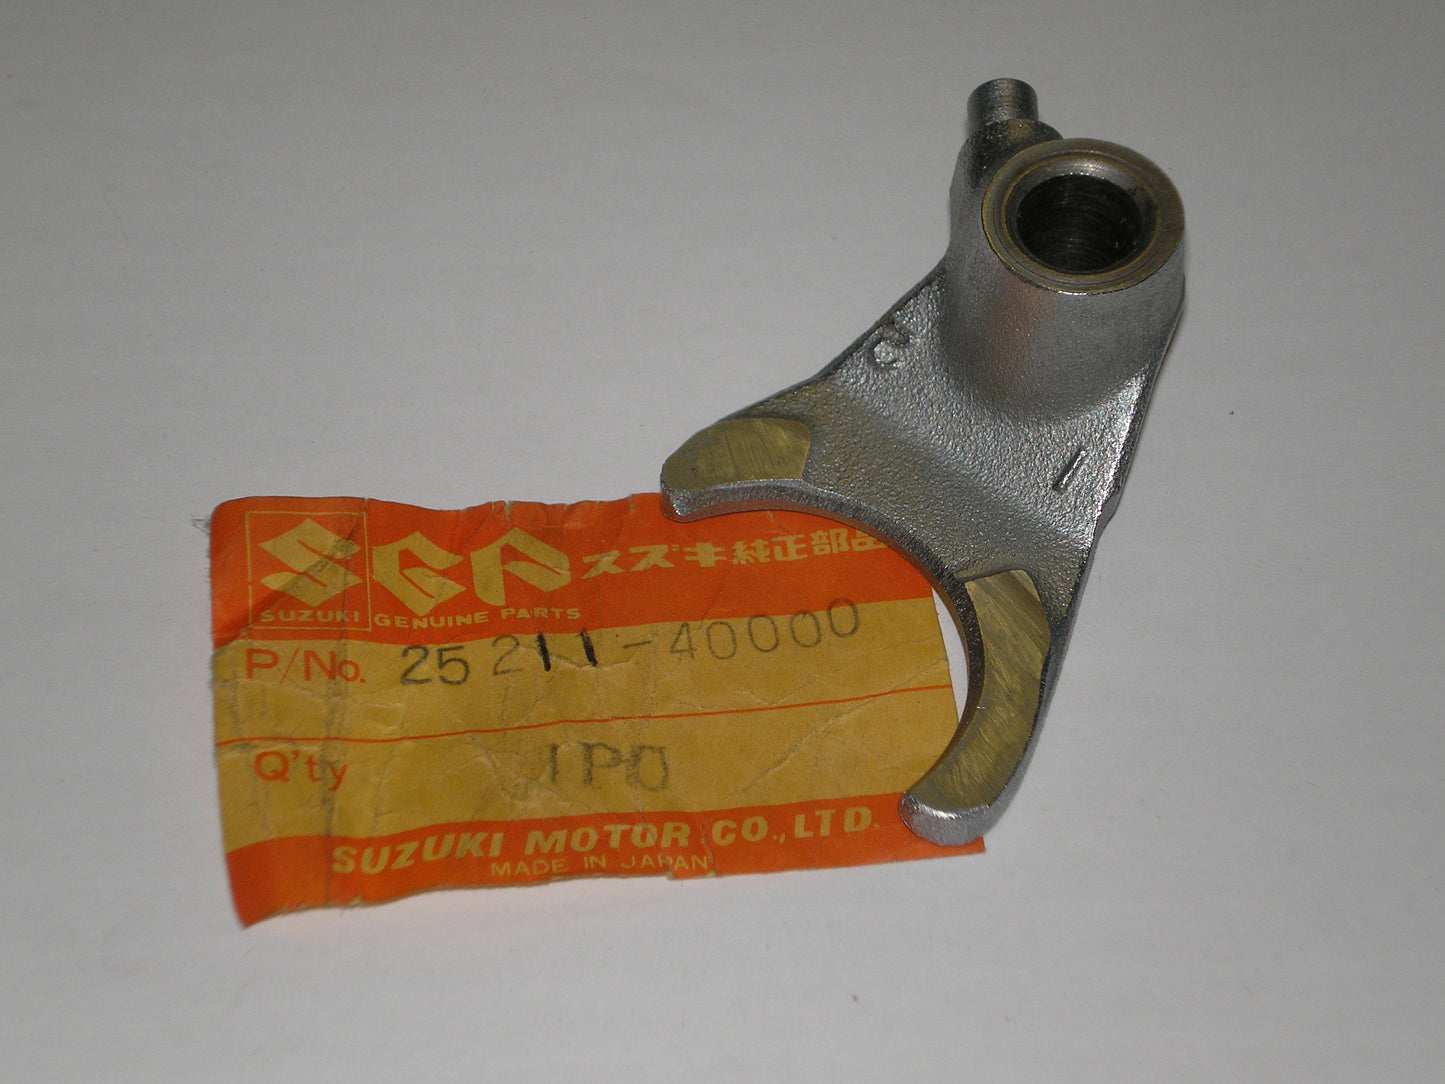 SGP スズキ純正部品
SUZUKI GENUINE PARTS
P/No. 25211-40000
Q'ty 1PC
SUZUKI MOTOR CO., LTD.
MADE IN JAPAN